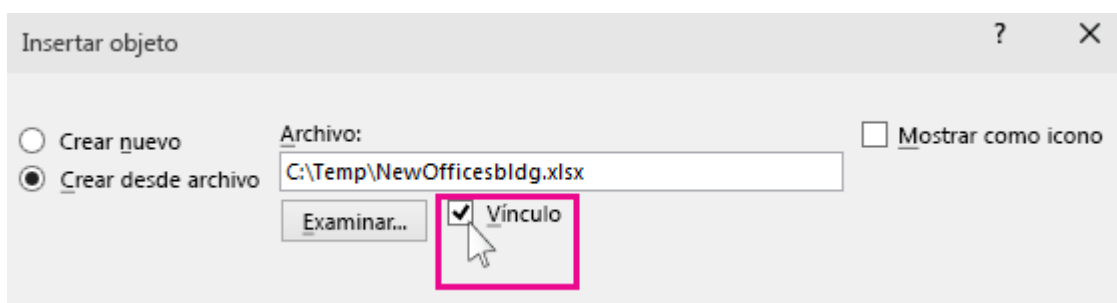 Insertar objeto
?
Crear nuevo
Archivo:
Mostrar como icono
Crear desde archivo
C:\Temp\NewOfficesbldg.xlsx
Examinar...
Vínculo